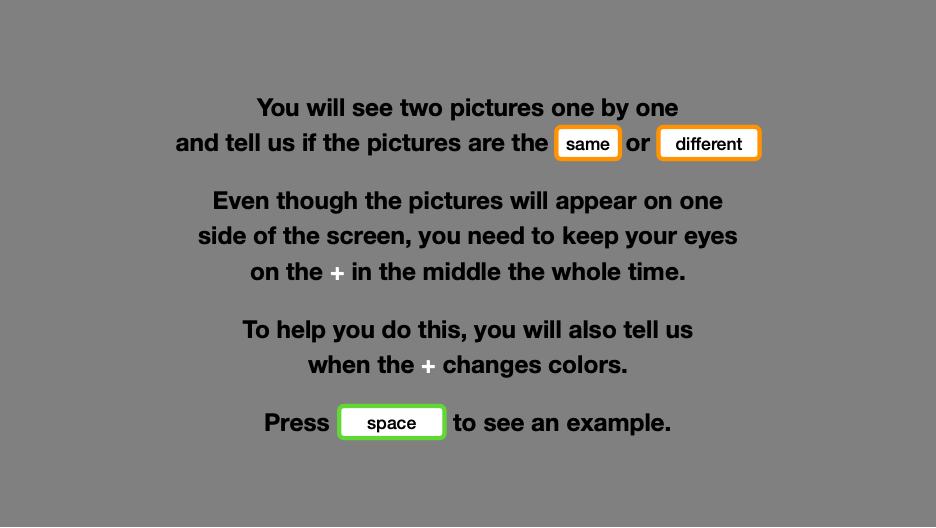 You will see two pictures one by one
and tell us if the pictures are the same or different
Even though the pictures will appear on one
side of the screen, you need to keep your eyes
on the + in the middle the whole time.
To help you do this, you will also tell us
when the + changes colors.
Press space to see an example.